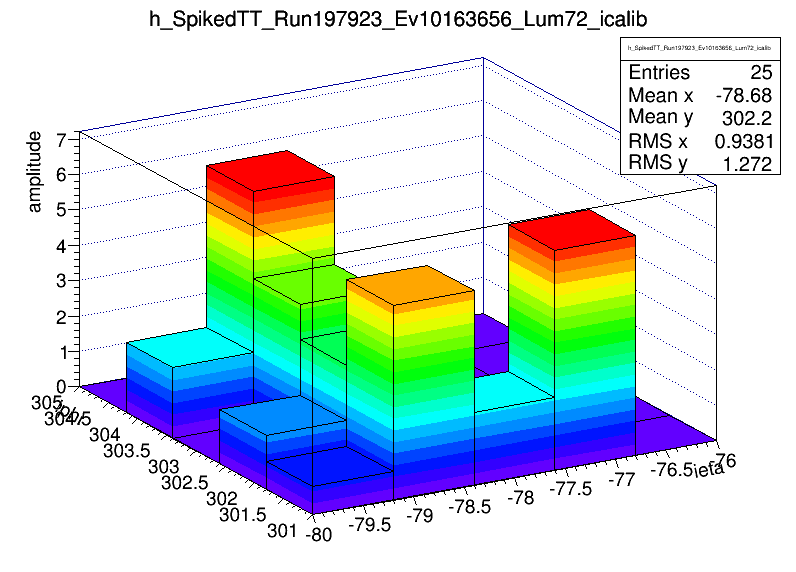 h_SpikedTT_Run197923_Ev10163656_Lum72_icalib
h_SpikedTT_Run197923_Ev10163656_Lum72_icalib
Entries 25
Mean x -78.68
Mean y 302.2
RMS x 0.9381
RMS y 1.272
amplitude
7
6
5
4
3
2
1
0
305
304.5
304
303.5
303
302.5
302
301.5
301
-80
-79.5
-79
-78.5
-78
-77.5
-77
-76.5
-76
ieta